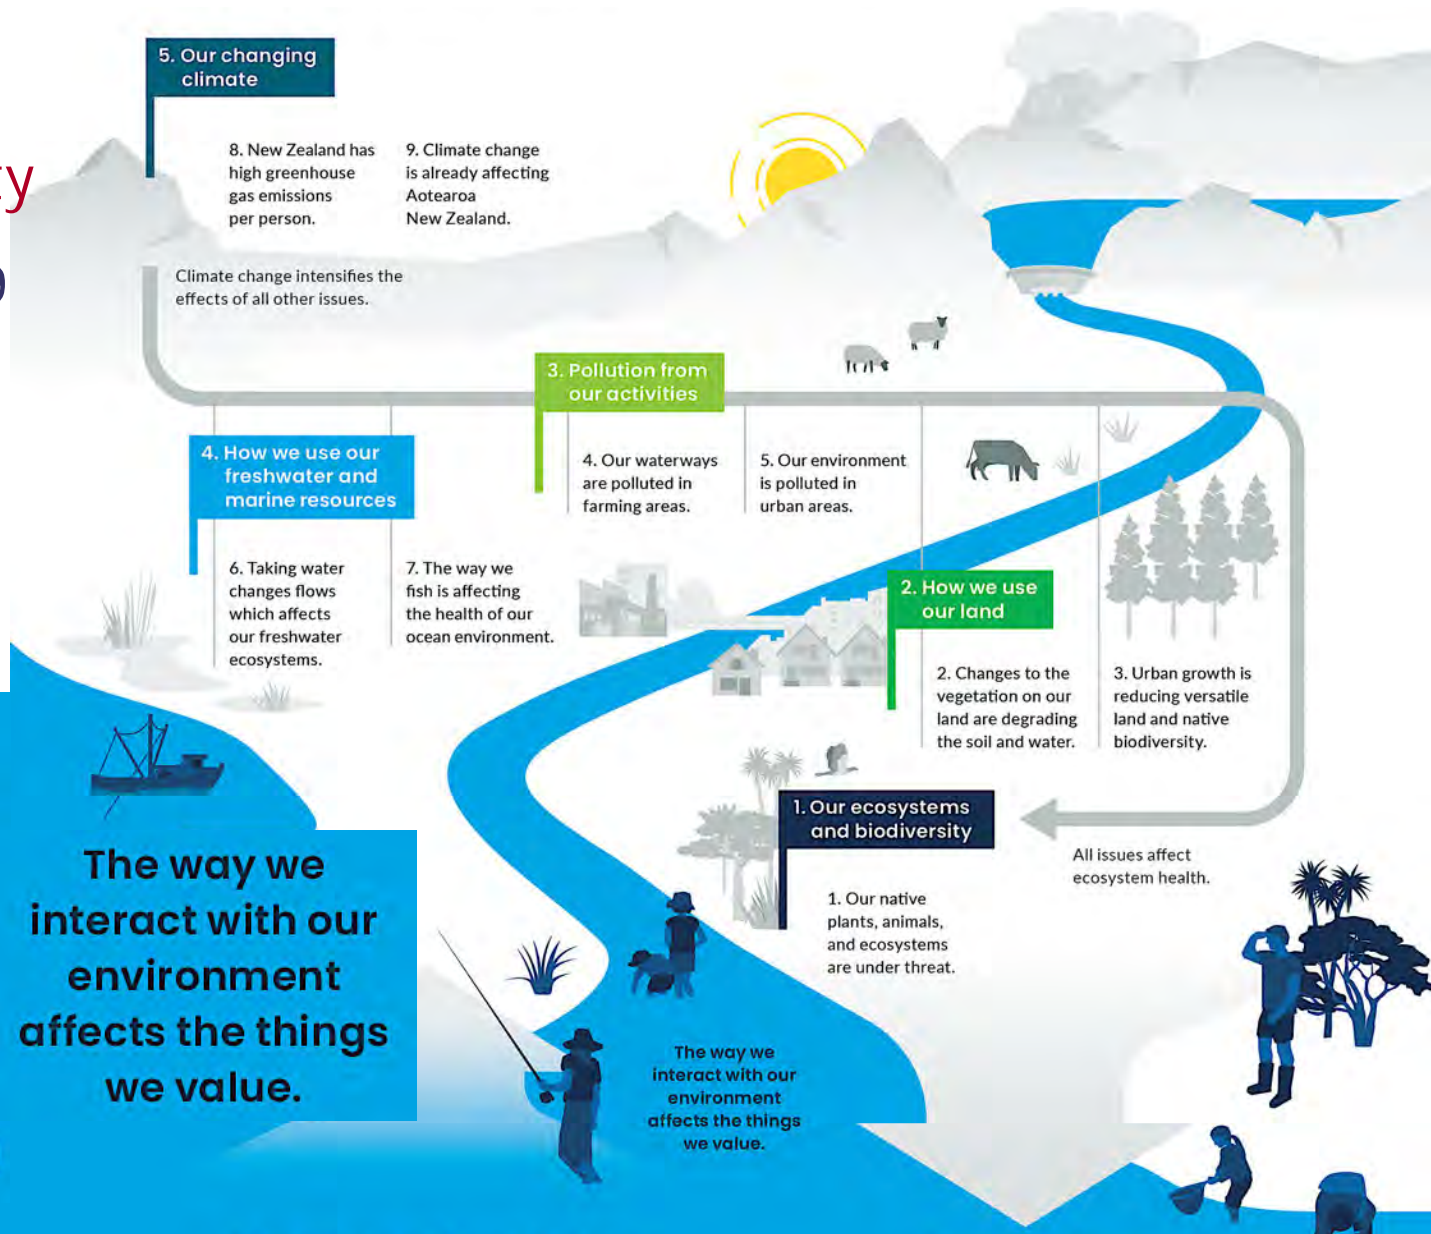 5. Our changing
climate
8. New Zealand has
high greenhouse
gas emissions
per person.
9. Climate change
is already affecting
Aotearoa
New Zealand.
Climate change intensifies the
effects of all other issues.
3. Pollution from
our activities
4. How we use our
freshwater and
marine resources
4. Our waterways
are polluted in
farming areas.
5. Our environment
is polluted in
urban areas.
6. Taking water
changes flows
which affects
our freshwater
ecosystems.
7. The way we
fish is affecting
the health of our
ocean environment.
2. How we use
our land
2. Changes to the
vegetation on our
land are degrading
the soil and water.
3. Urban growth is
reducing versatile
land and native
biodiversity.
1. Our ecosystems
and biodiversity
All issues affect
ecosystem health.
1. Our native
plants, animals,
and ecosystems
are under threat.
The way we
interact with our
environment
affects the things
we value.
The way we
interact with our
environment
affects the things
we value.